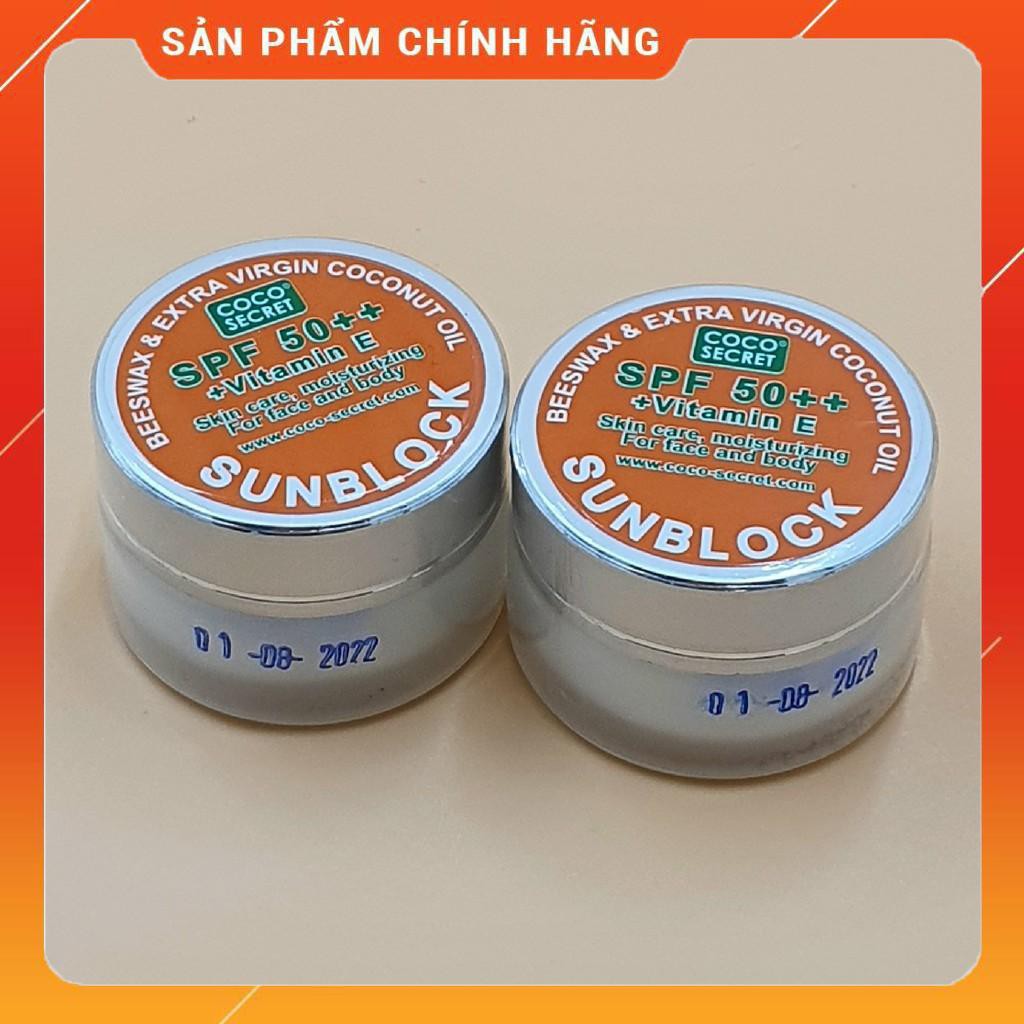 SẢN PHẨM CHÍNH HÃNG
BEESWAX & EXTRA VIRGIN COCONUT OIL
COCO®
SECRET
SPF 50++
+Vitamin E
Skin care, moisturizing
For face and body
www.coco-secret.com
SUNBLOCK
01-08-2022
BEESWAX & EXTRA VIRGIN COCONUT OIL
COCO®
SECRET
SPF 50++
+Vitamin E
Skin care, moisturizing
For face and body
www.coco-secret.com
SUNBLOCK
01-08-2022